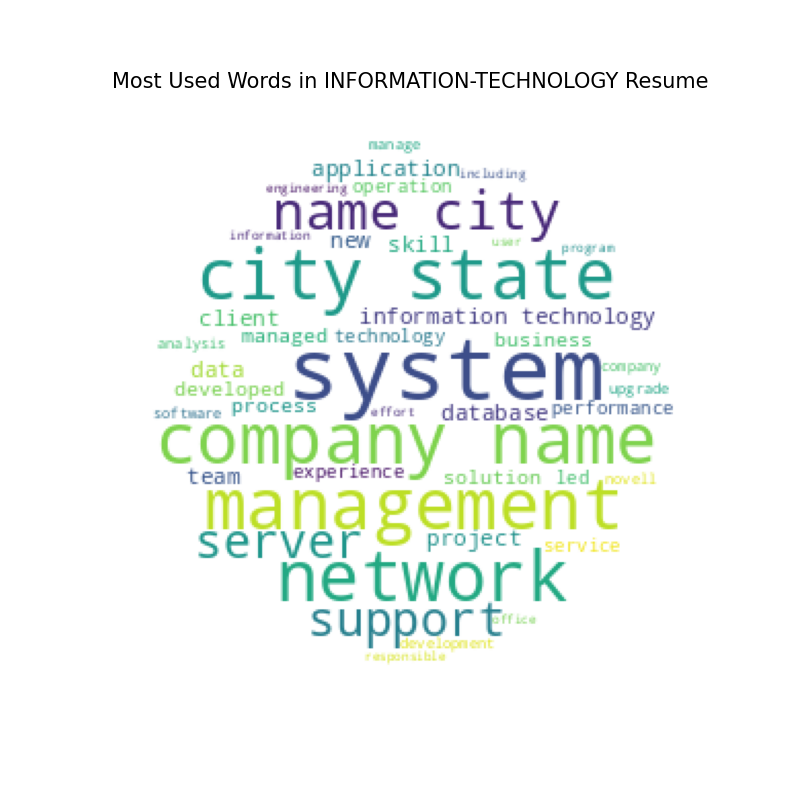 Most Used Words in INFORMATION-TECHNOLOGY Resume
manage
application including
engineering operation
name city
information new skill user program
city state
client information technology
analysis managed technology business
data system company
developed upgrade
software process effort database performance
company name
team experience solution led novell
management
server project service
network
support office
development
responsible